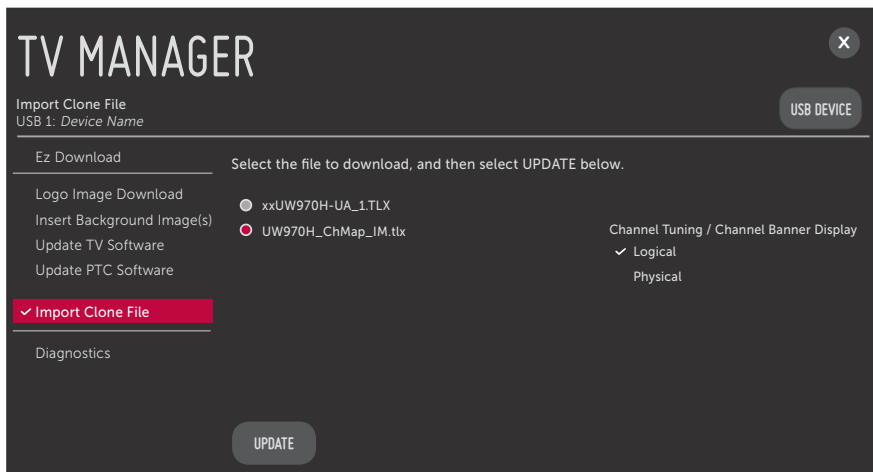 TV MANAGER
X
Import Clone File
USB 1: Device Name
USB DEVICE
Ez Download
Logo Image Download
Insert Background Image(s)
Update TV Software
Update PTC Software
Import Clone File
Diagnostics
Select the file to download, and then select UPDATE below.
xxUW970H-UA_1.TLX
UW970H_ChMap_IM.tlx
Channel Tuning / Channel Banner Display
Logical
Physical
UPDATE